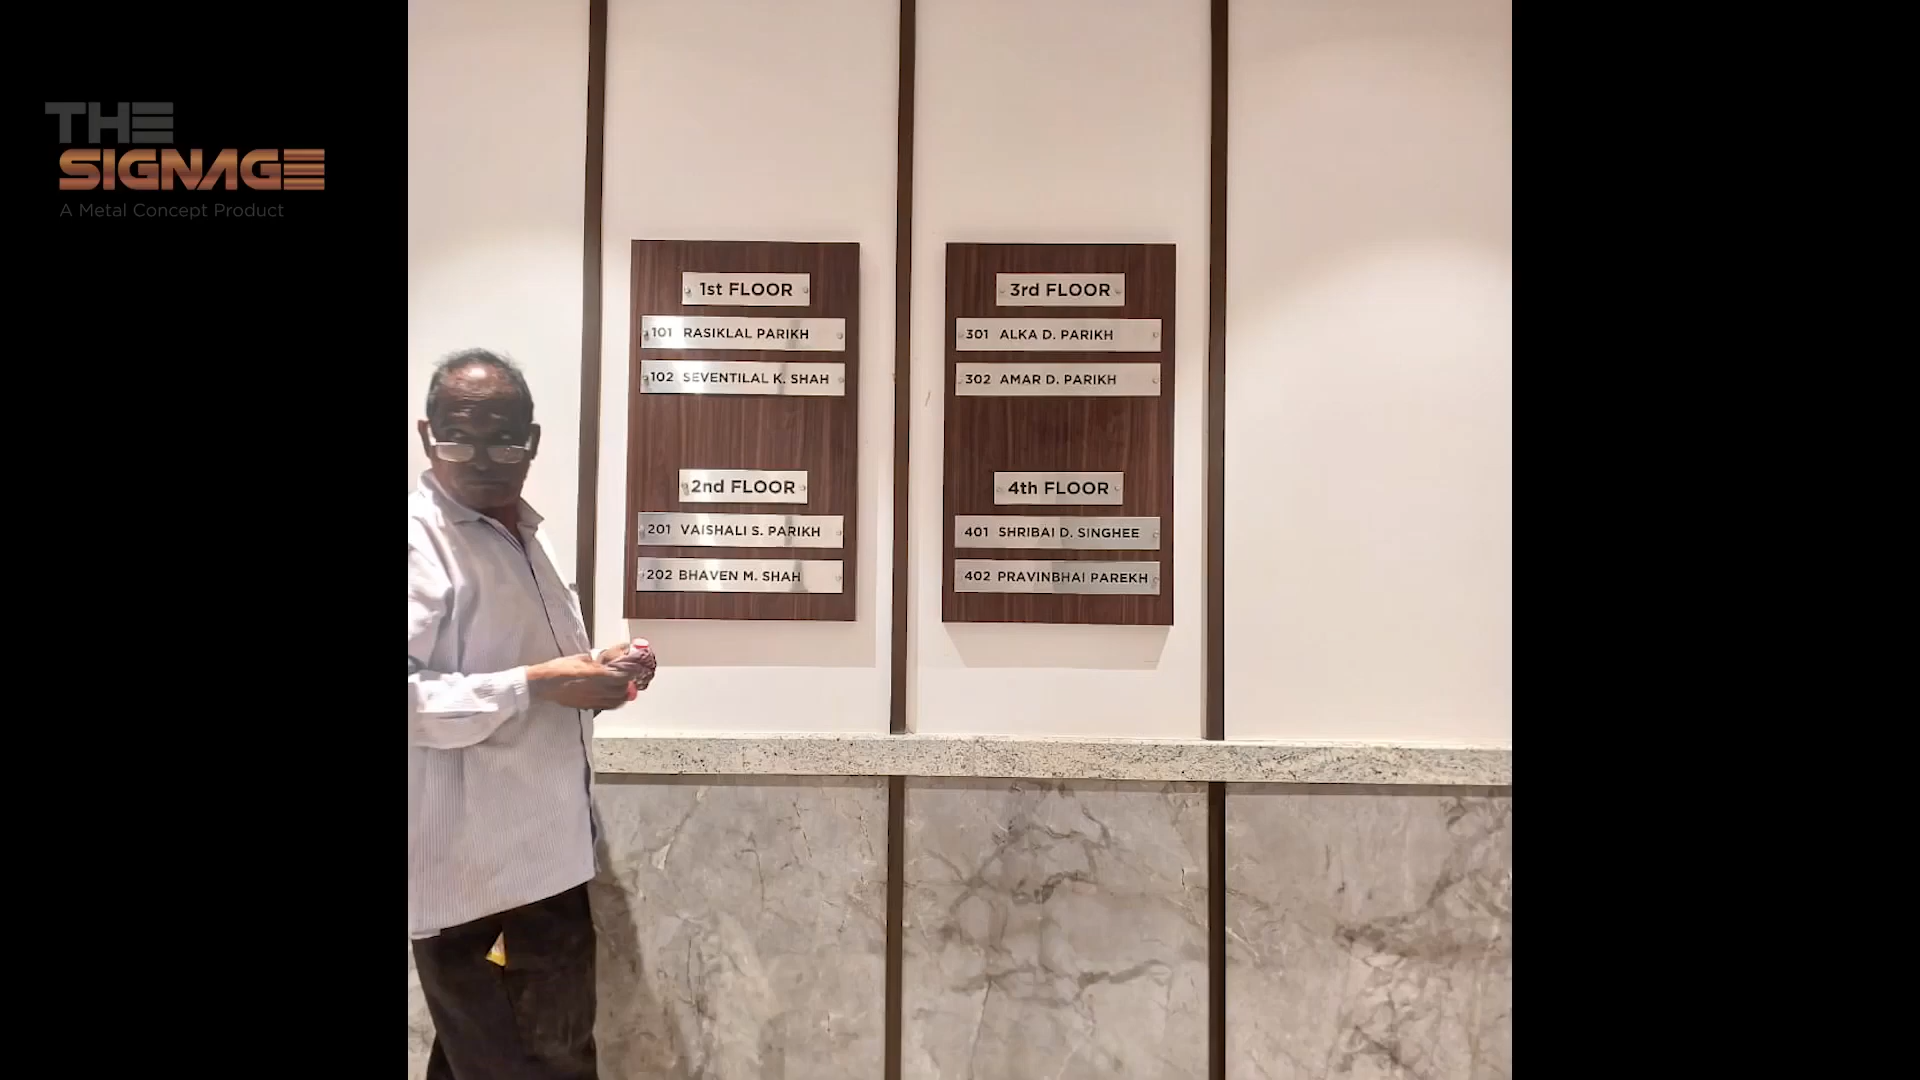 THE
SIGNAGE
A Metal Concept Product
1st FLOOR
101 RASIKLAL PARIKH
102 SEVENTILAL K. SHAH
2nd FLOOR
201 VAISHALI S. PARIKH
202 BHAVEN M. SHAH
3rd FLOOR
301 ALKA D. PARIKH
302 AMAR D. PARIKH
4th FLOOR
401 SHRIBAI D. SINGHEE
402 PRAVINBHAI PAREKH